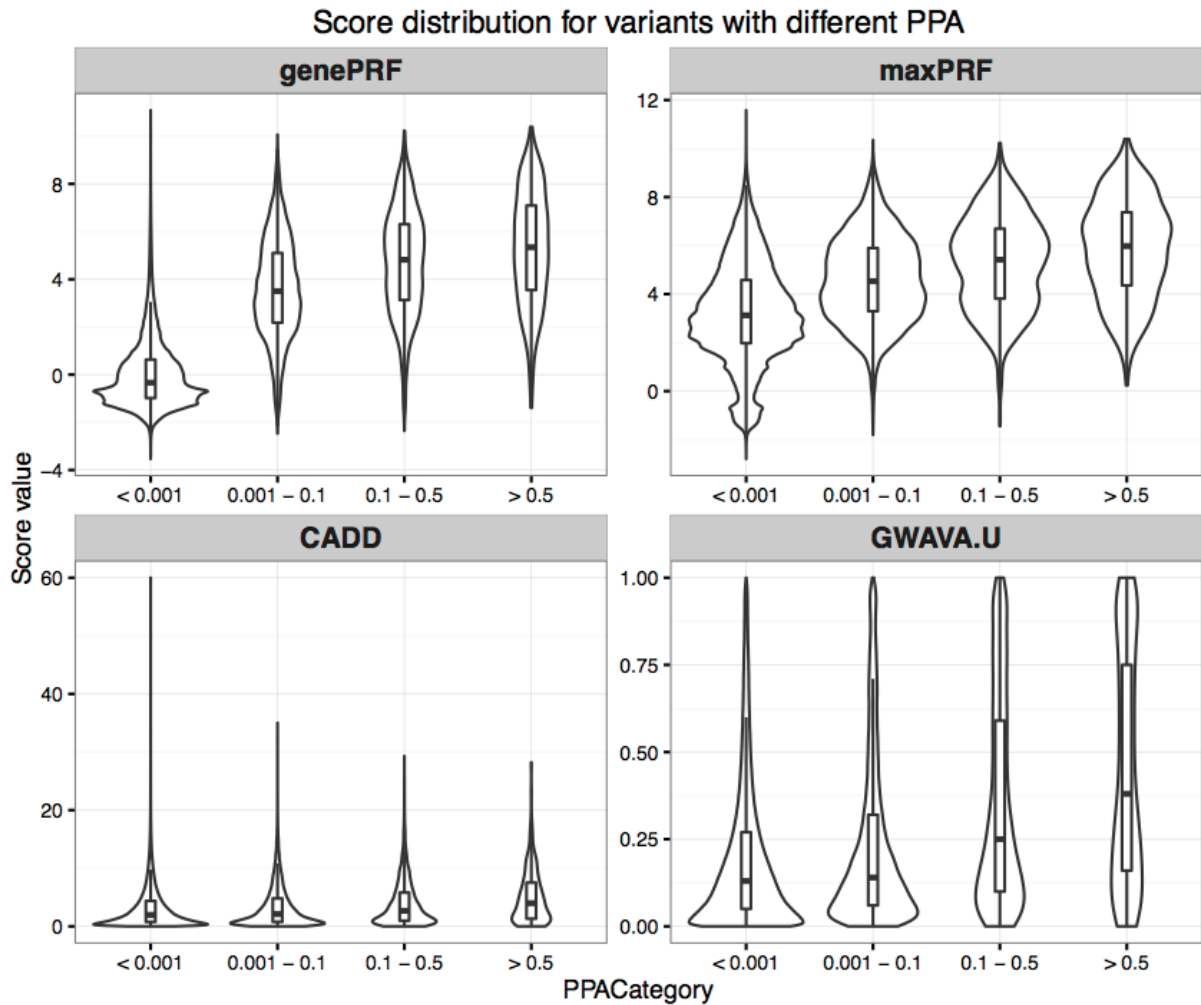 Score distribution for variants with different PPA
genePRF
maxPRF
8
4
0
−4
12
8
4
0
< 0.001
0.001 − 0.1
0.1 − 0.5
> 0.5
< 0.001
0.001 − 0.1
0.1 − 0.5
> 0.5
Score value
CADD
GWAVA.U
60
40
20
0
1.00
0.75
0.50
0.25
0.00
< 0.001
0.001 − 0.1
0.1 − 0.5
> 0.5
< 0.001
0.001 − 0.1
0.1 − 0.5
> 0.5
PPACategory